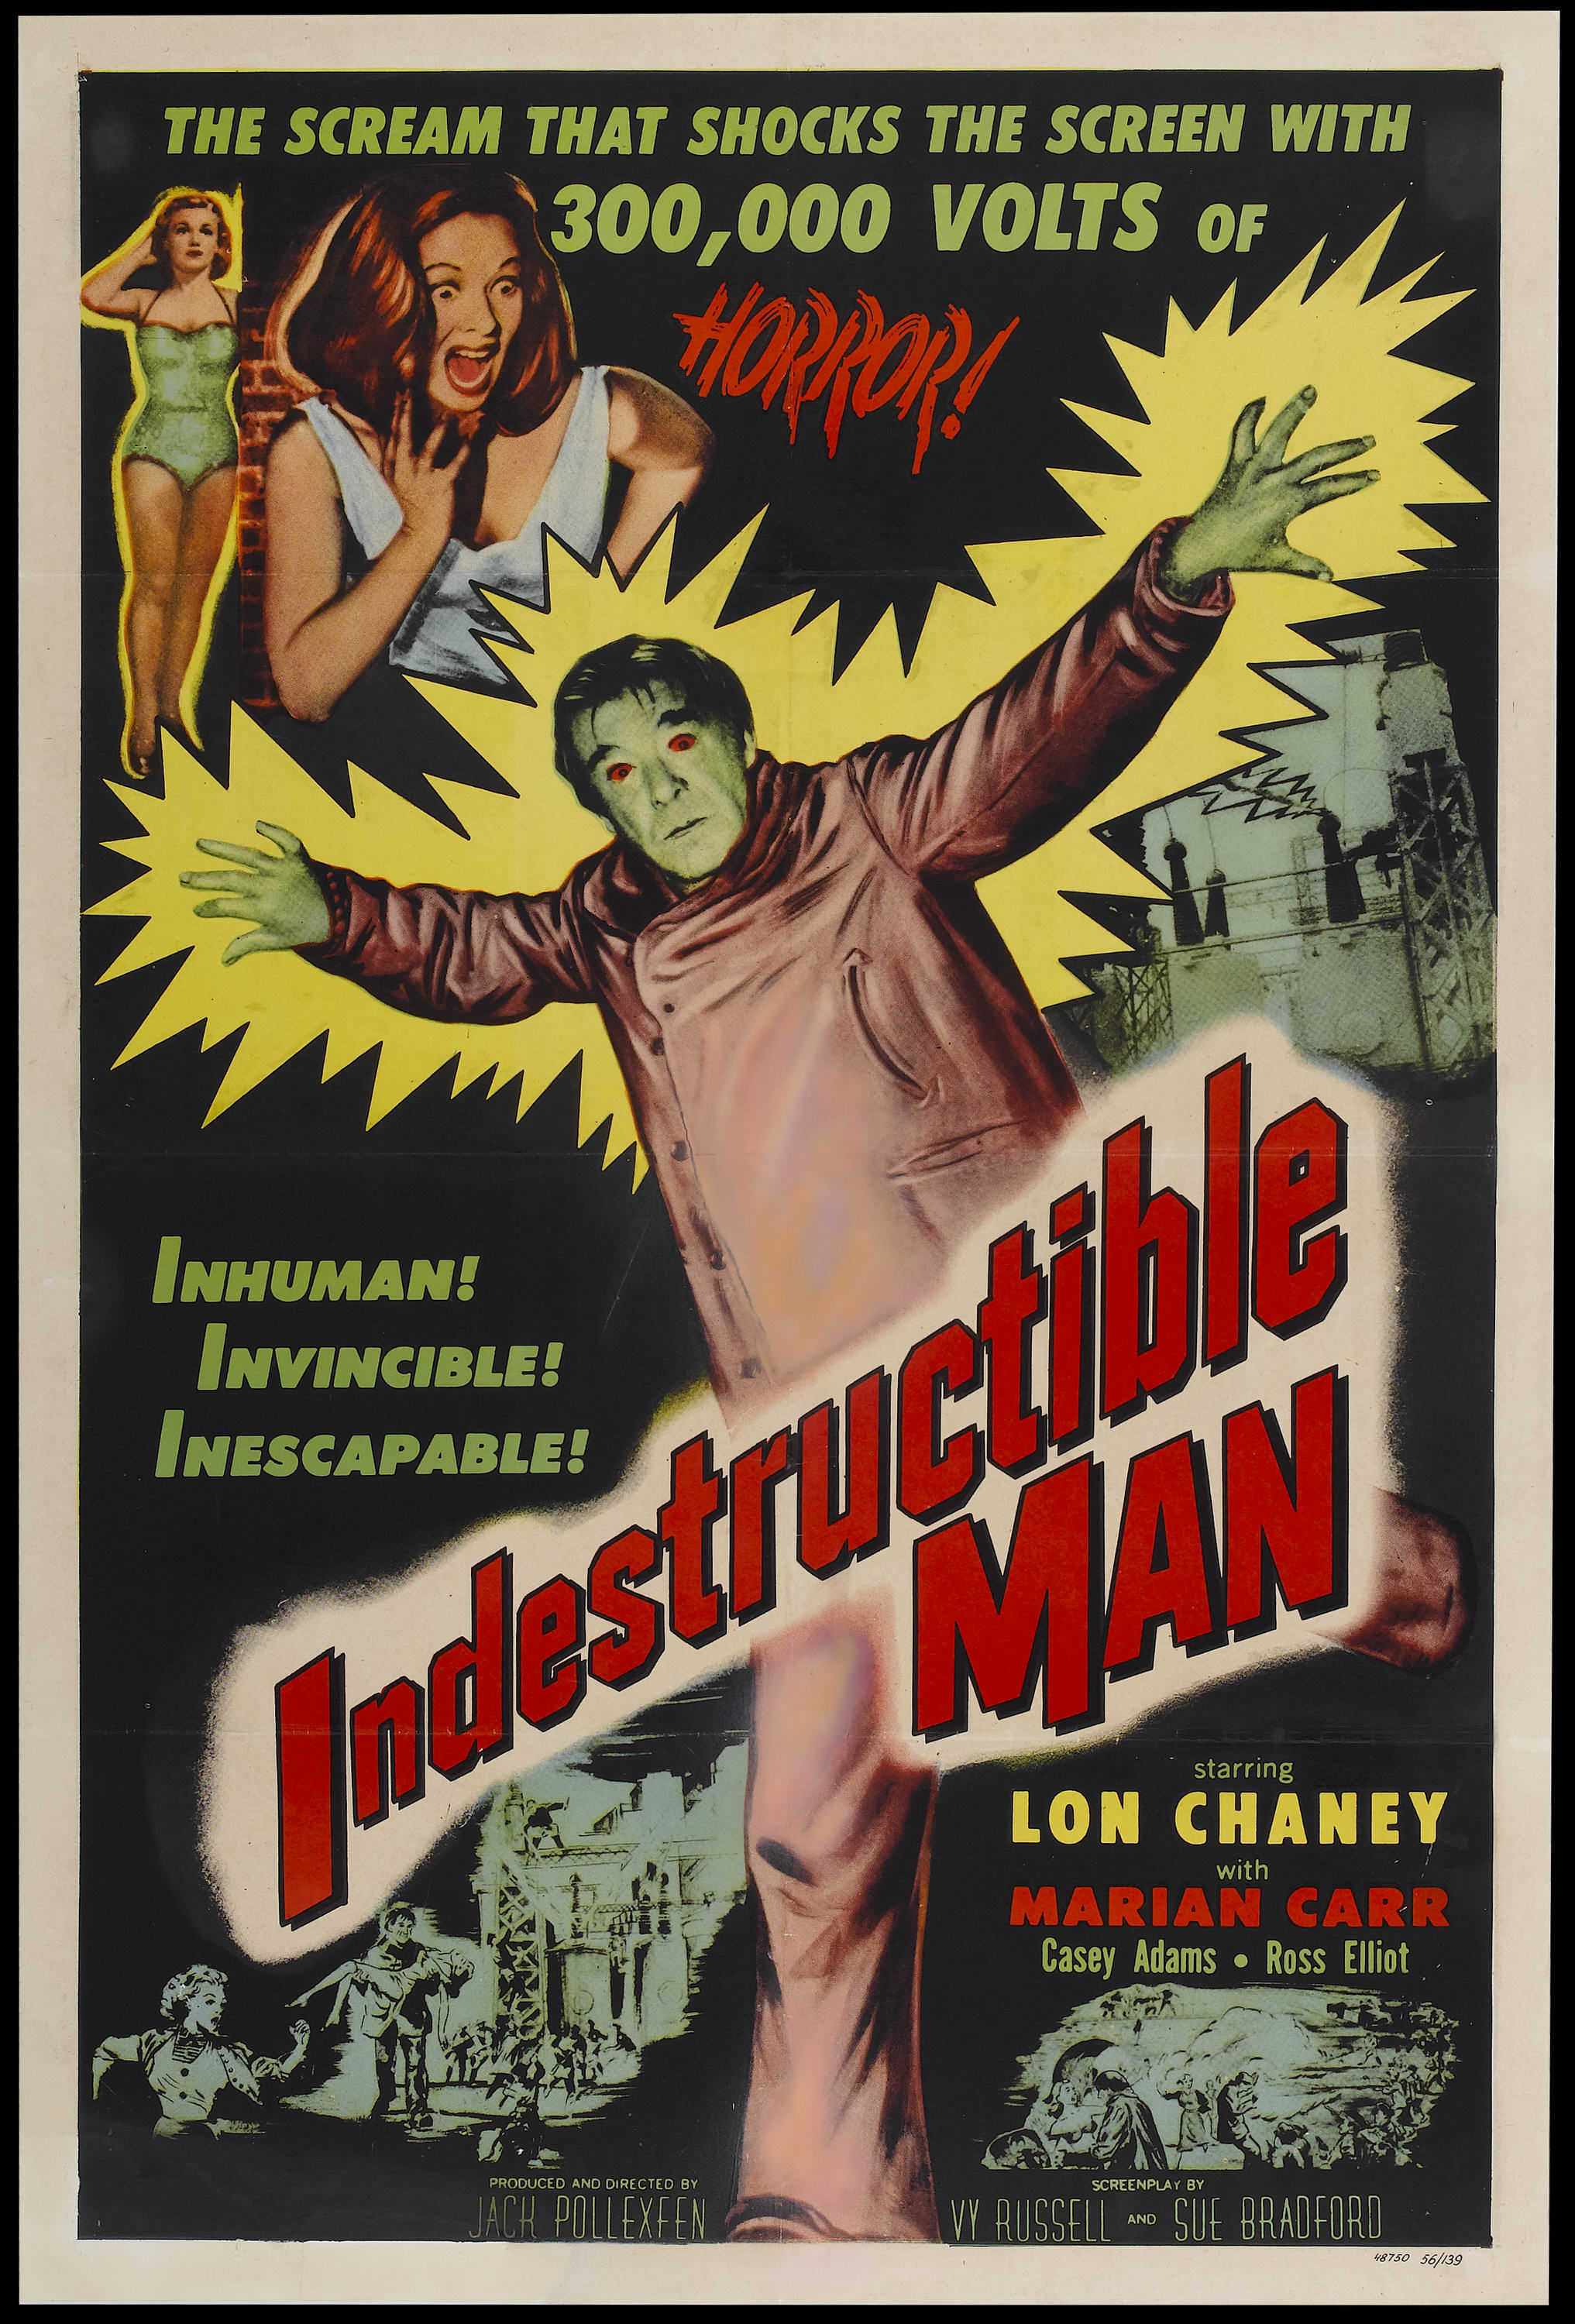 THE SCREAM THAT SHOCKS THE SCREEN WITH
300,000 VOLTS OF
HORROR!
INHUMAN!
INVINCIBLE!
INESCAPABLE!
Indestructible
MAN
starring
LON CHANEY
with
MARIAN CARR
Casey Adams • Ross Elliot
PRODUCED AND DIRECTED BY
JACK POLLEXFEN
SCREENPLAY BY
VY RUSSELL AND SUE BRADFORD
48750 56/139